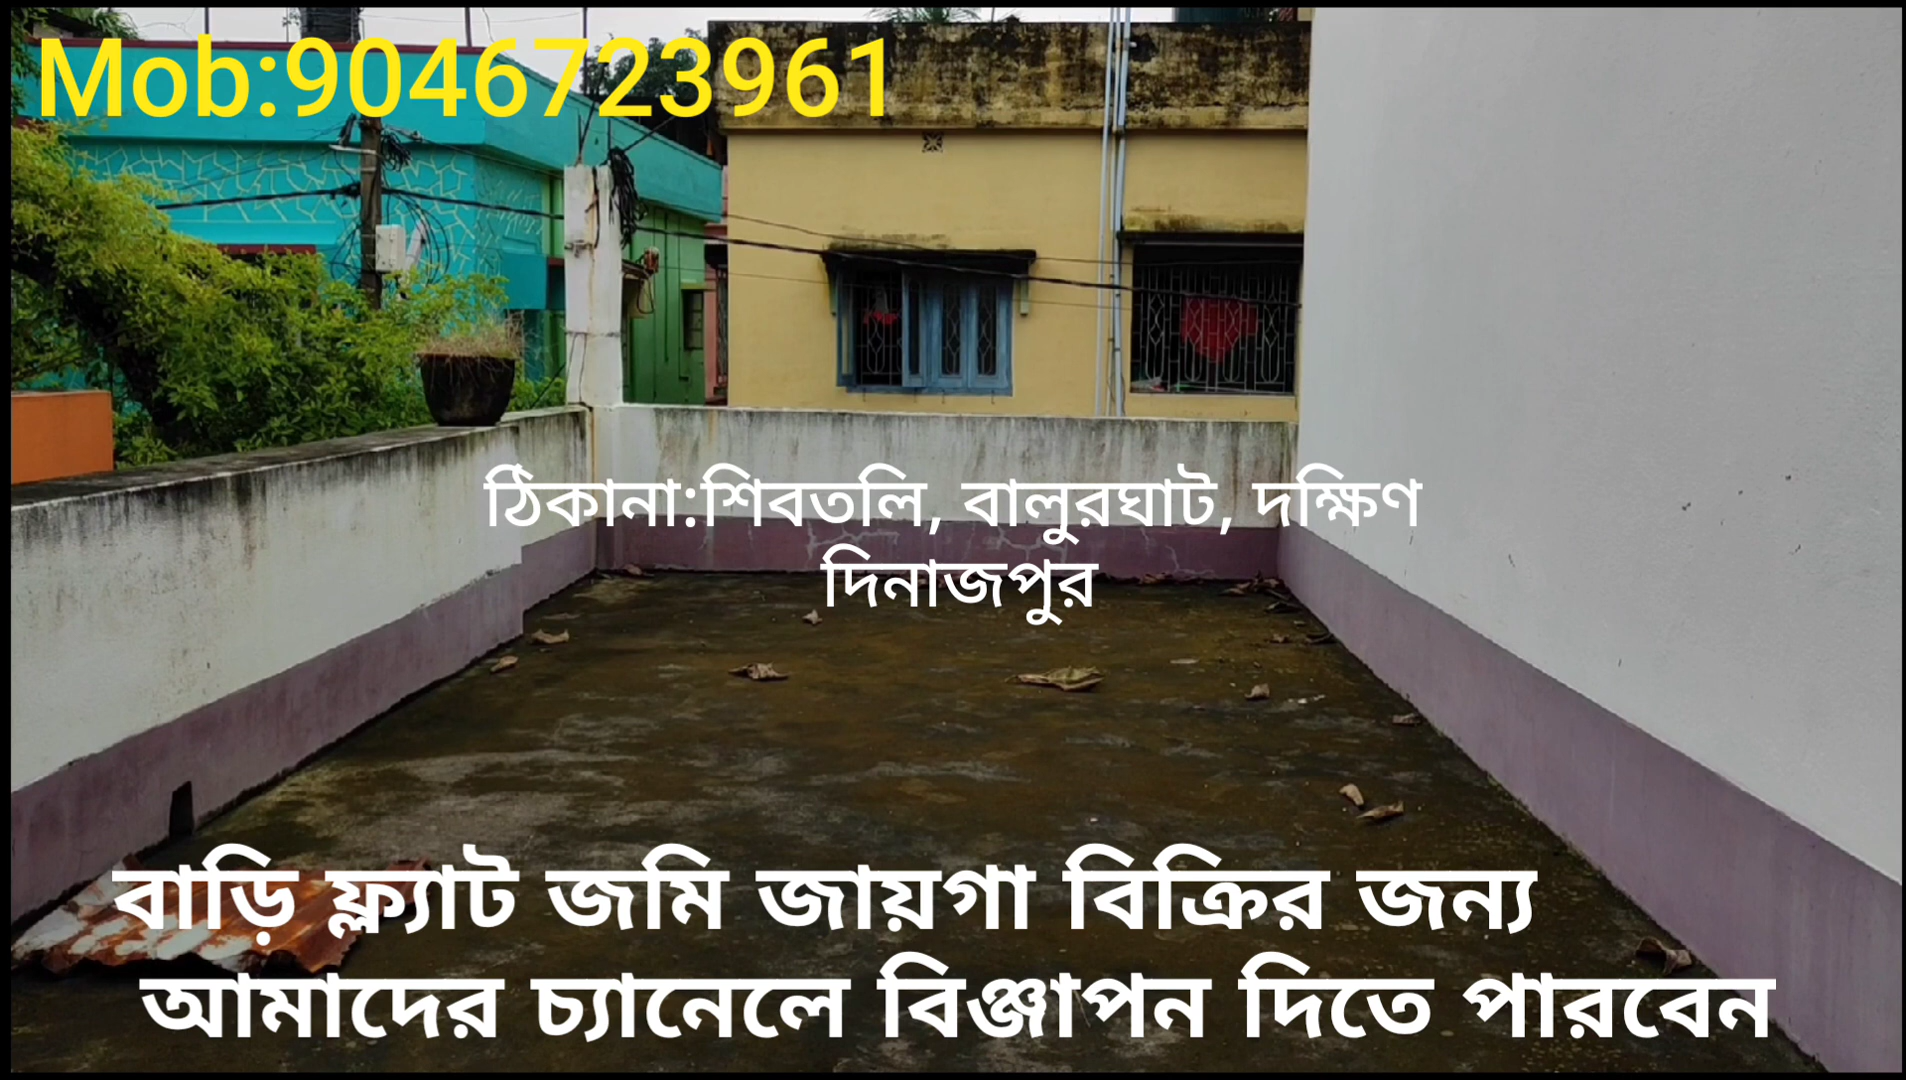 Mob:9046723961
ঠিকানা:শিবতলি, বালুরঘাট, দক্ষিণ
দিনাজপুর
বাড়ি ফ্ল্যাট জমি জায়গা বিক্রির জন্য
আমাদের চ্যানেলে বিঞ্জাপন দিতে পারবেন